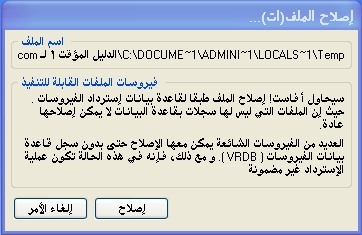 إصلاح الملف(ات)...
اسم الملف
C:\DOCUME~1\ADMINI~1\LOCALS~1\Temp\الدليل المؤقت ١ لـ com
فيروسات الملفات القابلة للتنفيذ
سيحاول أفاست! إصلاح الملف طبقا لقاعدة بيانات إسترداد الفيروسات .
حيث إن الملفات التي ليس لها سجلات بقاعدة البيانات لا يمكن إصلاحها
عادة.
العديد من الفيروسات الشائعة يمكن معها الإصلاح حتى بدون سجل قاعدة
بيانات الفيروسات ( VRDB ). و مع ذلك، فإنه في هذه الحالة تكون عملية
الإسترداد غير مضمونة
إصلاح
إلغاء الأمر